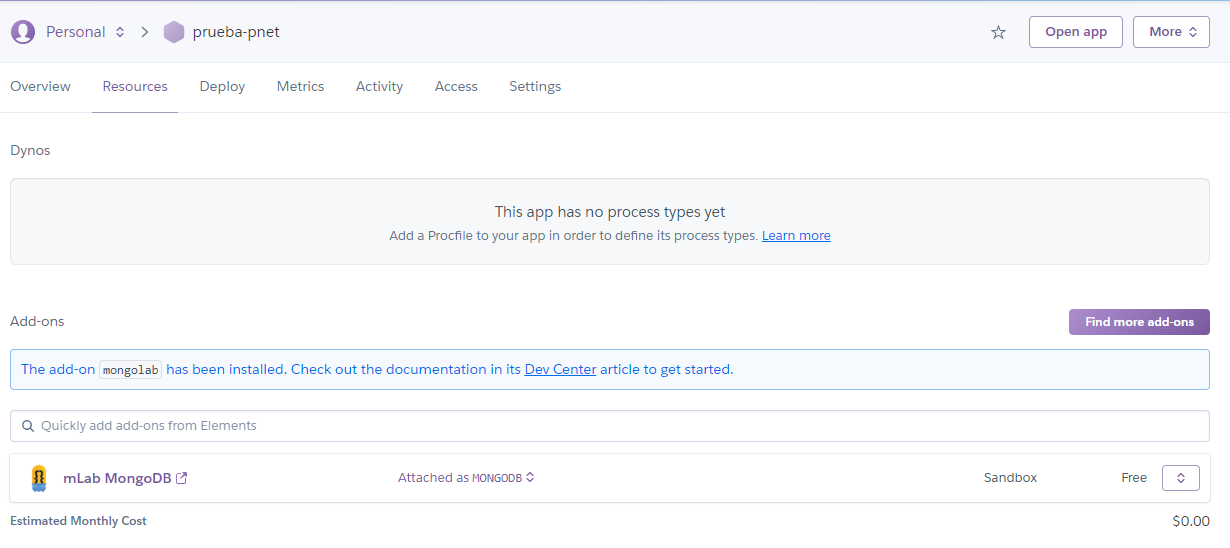 Personal prueba-pnet Open app More
Overview Resources Deploy Metrics Activity Access Settings
Dynos
This app has no process types yet
Add a Procfile to your app in order to define its process types. Learn more
Add-ons Find more add-ons
The add-on mongolab has been installed. Check out the documentation in its Dev Center article to get started.
Quickly add add-ons from Elements
mLab MongoDB Attached as MONGODB Sandbox Free
Estimated Monthly Cost $0.00